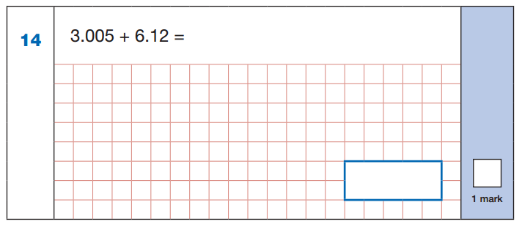 14 3.005 + 6.12 =
1 mark